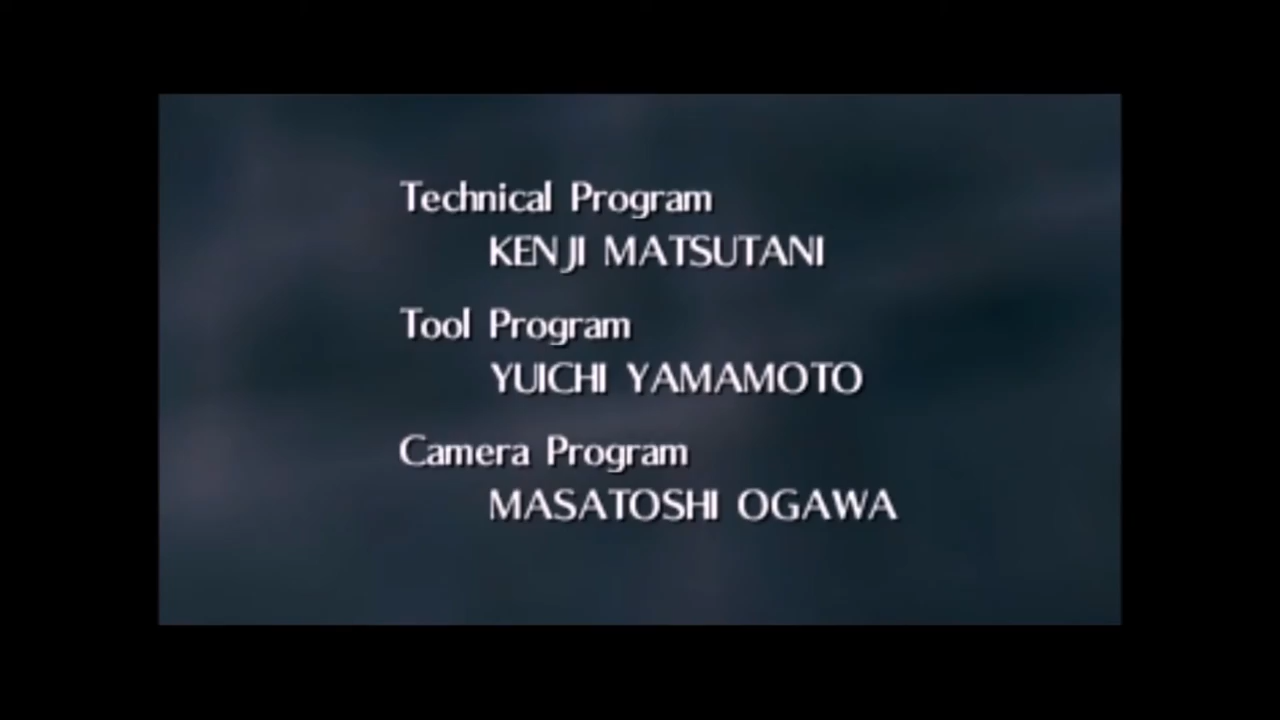 Technical Program
KENJI MATSUTANI
Tool Program
YUICHI YAMAMOTO
Camera Program
MASATOSHI OGAWA